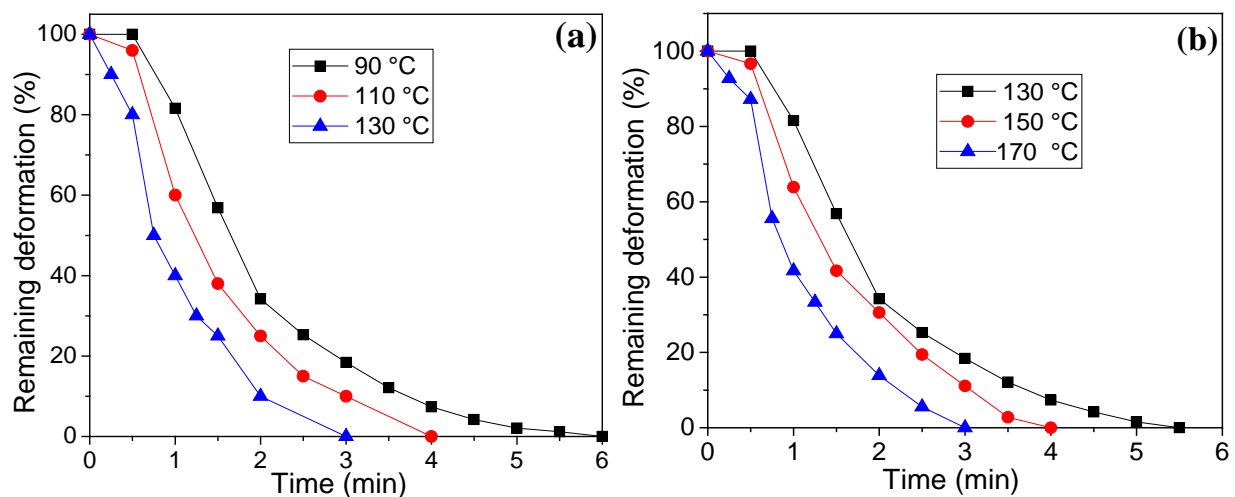 (a)
90 °C
110 °C
130 °C
Remaining deformation (%)
100
80
60
40
20
0
0 1 2 3 4 5 6
Time (min)
(b)
130 °C
150 °C
170 °C
Remaining deformation (%)
100
80
60
40
20
0
0 1 2 3 4 5 6
Time (min)